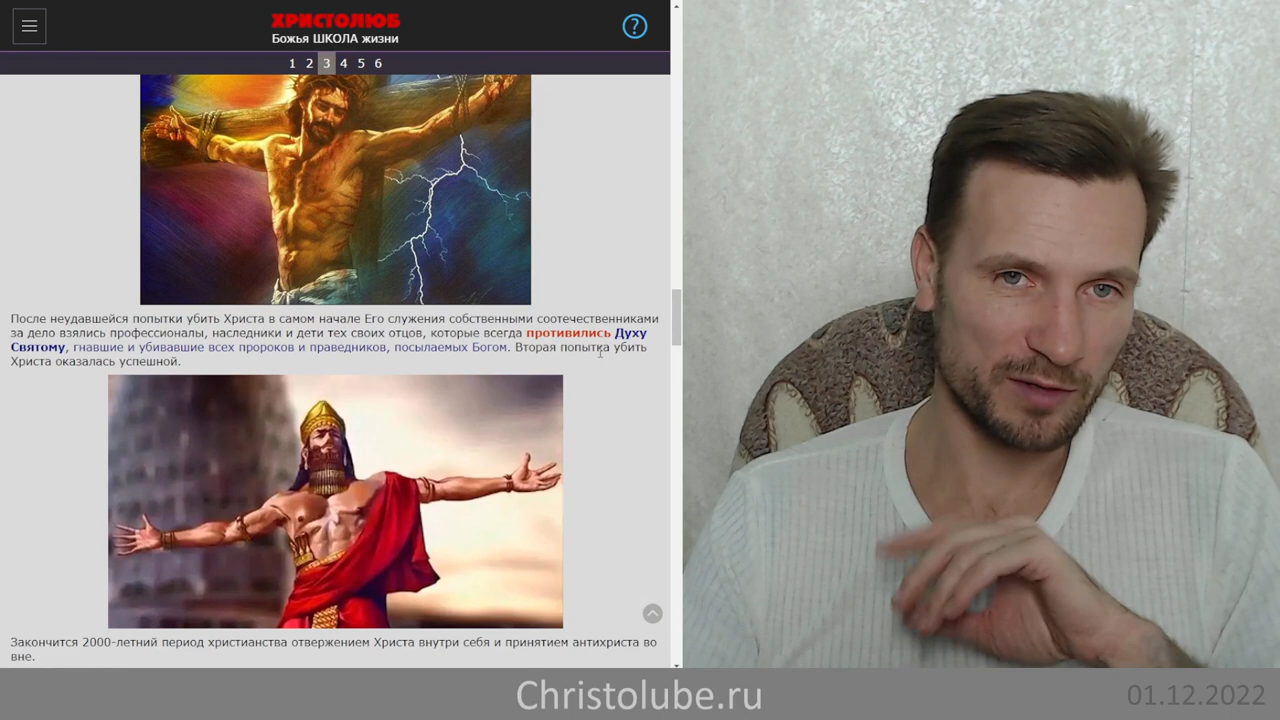 ХРИСТОЛЮБ
Божья ШКОЛА жизни
?
1 2 3 4 5 6
После неудавшейся попытки убить Христа в самом начале Его служения собственными соотечественниками
за дело взялись профессионалы, наследники и дети тех своих отцов, которые всегда противились Духу
Святому, гнавшие и убивавшие всех пророков и праведников, посылаемых Богом. Вторая попытка убить
Христа оказалась успешной.
Закончится 2000-летний период христианства отвержением Христа внутри себя и принятием антихриста во
вне.
Christolube.ru
01.12.2022